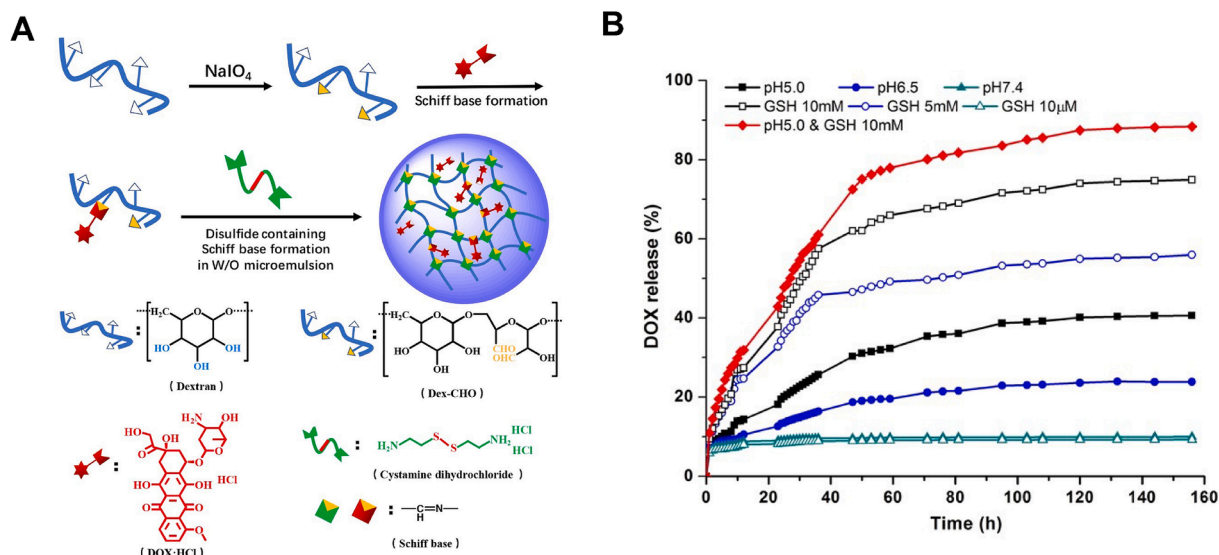 A
NaIO₄
Schiff base formation
Disulfide containing
Schiff base formation
in W/O microemulsion
H₂C
O
O
HO
OH
OH
( Dextran )
H₂C
O
O
O
O
CHO
OHC
HO
OH
OH
OH
( Dex-CHO )
H₂N
OH
HO
OH
O
O
O
OH
OH
HCl
O
O
O
( DOX·HCl )
H₂N
S
S
NH₂
HCl
HCl
( Cystamine dihydrochloride )
—C=N—
H
( Schiff base )
B
pH5.0 pH6.5 pH7.4
GSH 10mM GSH 5mM GSH 10μM
pH5.0 & GSH 10mM
DOX release (%)
100
80
60
40
20
0
0 20 40 60 80 100 120 140 160
Time (h)